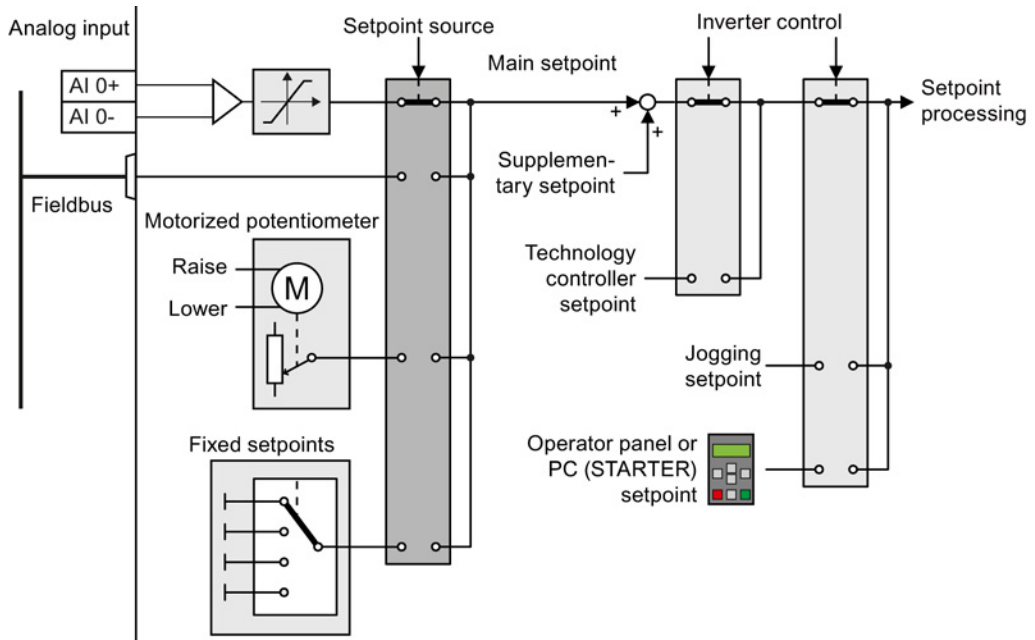 Analog input
Setpoint source
Inverter control
Main setpoint
AI 0+
AI 0-
+
+
Setpoint
processing
Supplemen-
tary setpoint
Fieldbus
Motorized potentiometer
Raise
M
Lower
Technology
controller
setpoint
Jogging
setpoint
Fixed setpoints
Operator panel or
PC (STARTER)
setpoint